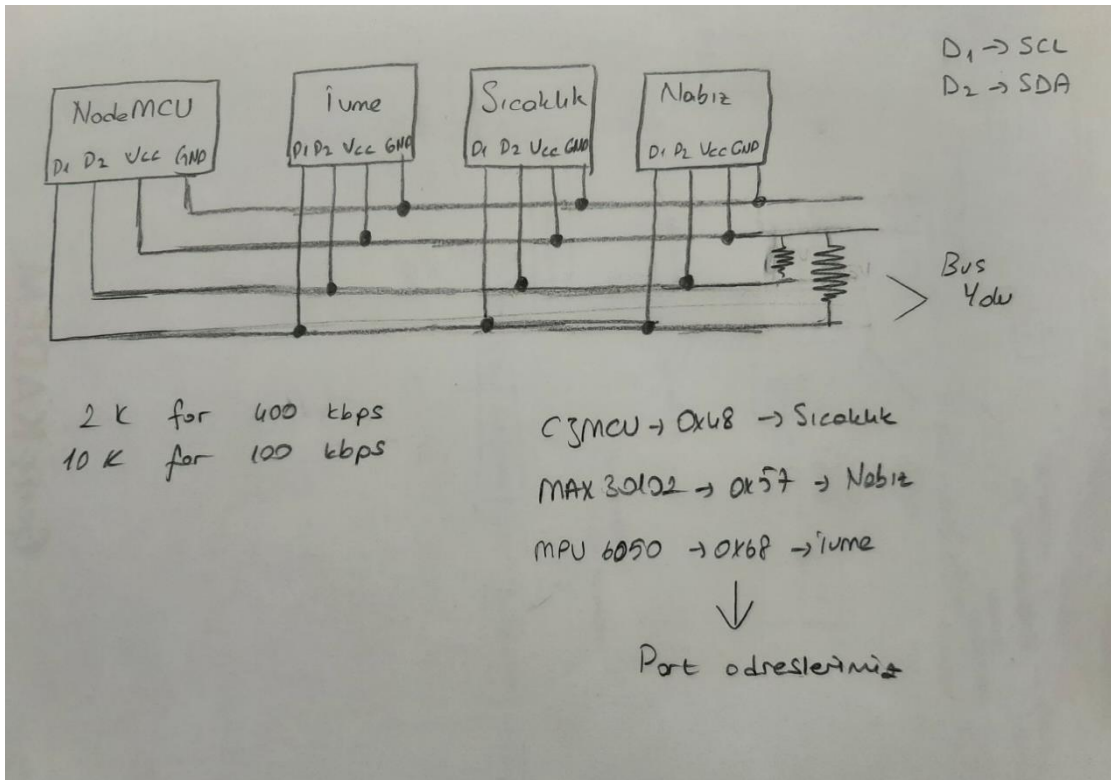 D1 → SCL
D2 → SDA
NodeMCU
D1 D2 Vcc GND
İvme
D1 D2 Vcc GND
Sıcaklık
D1 D2 Vcc GND
Nabız
D1 D2 Vcc GND
Bus
Yolu
2 K for 400 kbps
10 K for 100 kbps
CJMCU → 0x48 → Sıcaklık
MAX 30102 → 0x57 → Nabız
MPU 6050 → 0x68 → İvme
Port adreslerimiz